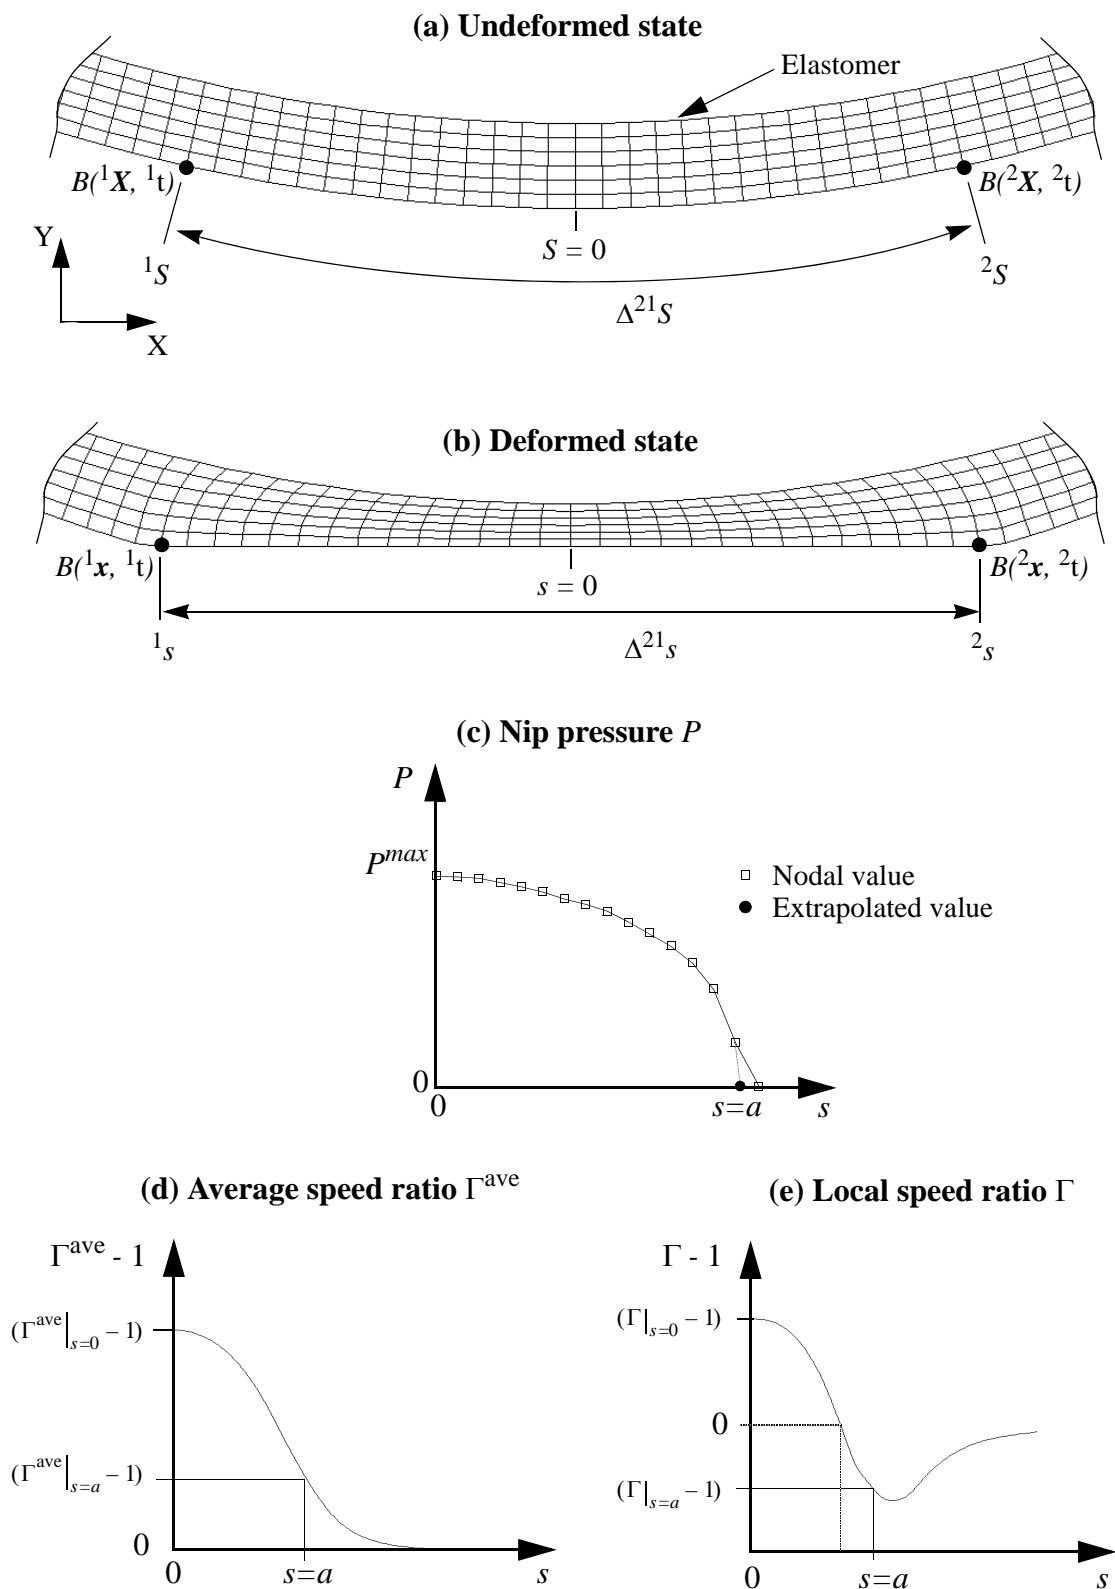 (a) Undeformed state
Elastomer
B(¹X, ¹t)
B(²X, ²t)
Y
S = 0
¹S
²S
Δ²¹S
X
(b) Deformed state
B(¹x, ¹t)
B(²x, ²t)
s = 0
¹s
Δ²¹s
²s
(c) Nip pressure P
P
P^max
Nodal value
Extrapolated value
0
0
s=a
s
(d) Average speed ratio Γ^ave
(e) Local speed ratio Γ
Γ^ave - 1
Γ - 1
(Γ^ave|_{s=0} − 1)
(Γ|_{s=0} − 1)
0
(Γ^ave|_{s=a} − 1)
(Γ|_{s=a} − 1)
0
0
s=a
s
0
s=a
s